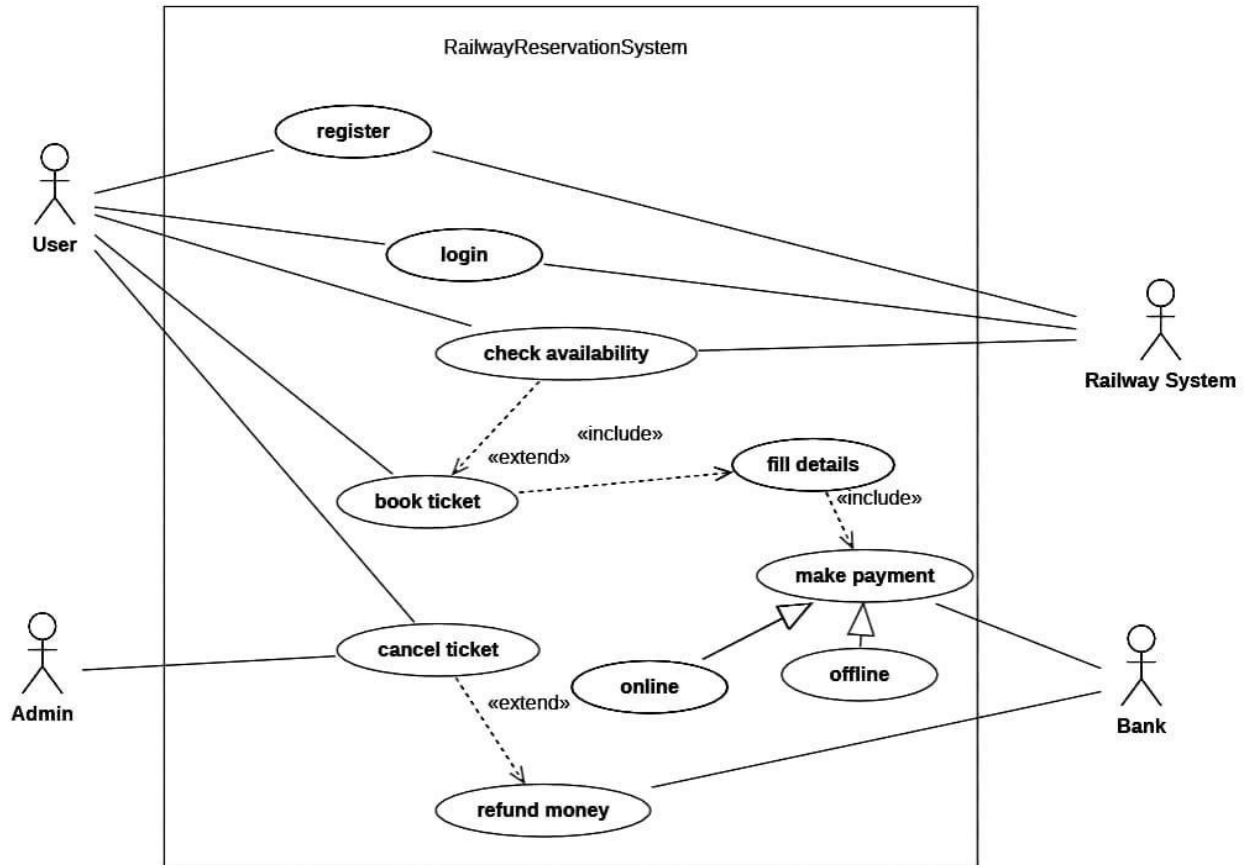 RailwayReservationSystem
register
User
login
check availability
Railway System
«include»
«extend»
fill details
book ticket
«include»
make payment
cancel ticket
online
offline
Admin
«extend»
Bank
refund money